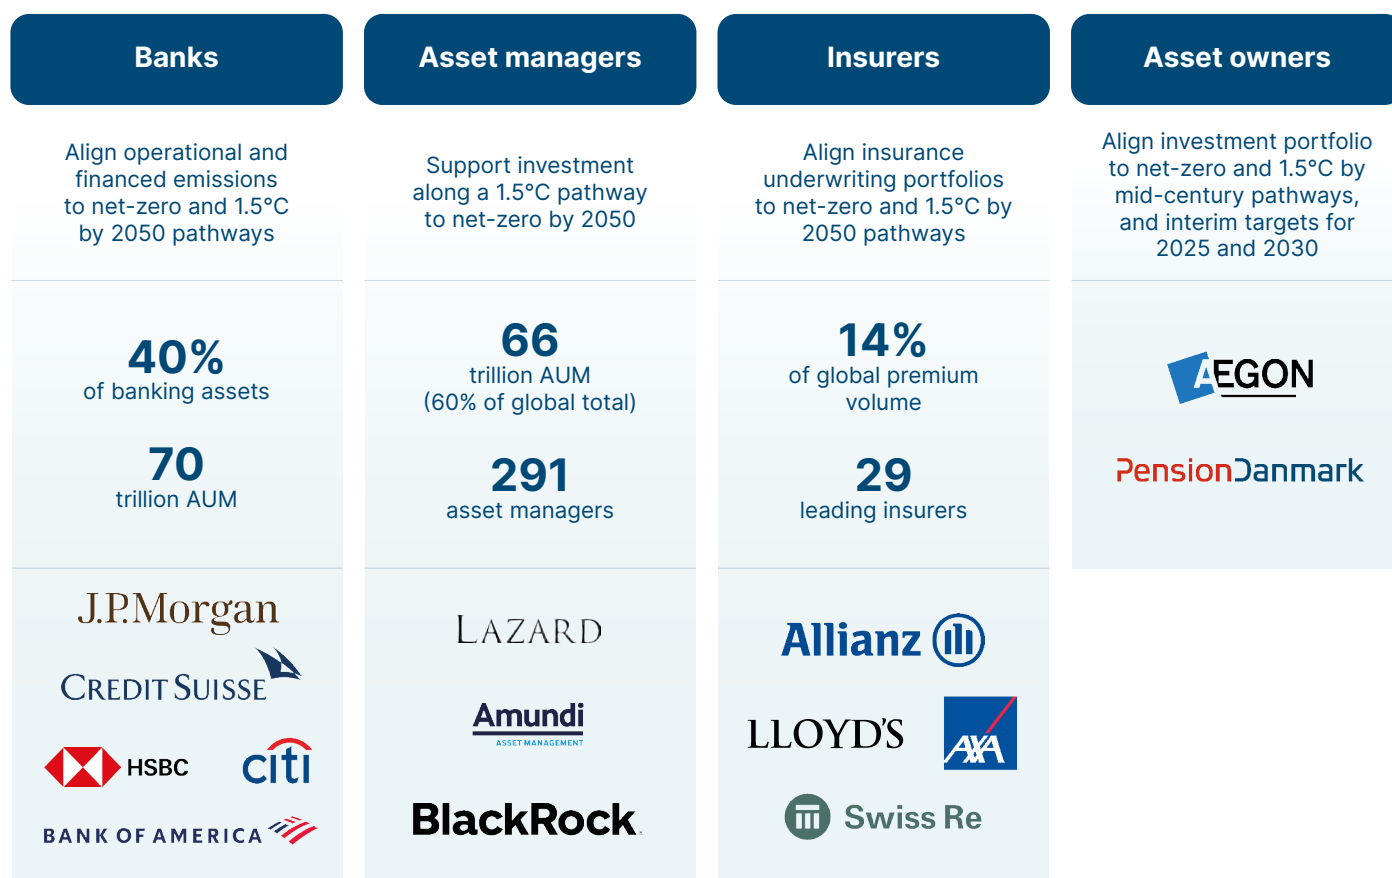 Banks
Align operational and
financed emissions
to net-zero and 1.5°C
by 2050 pathways
40%
of banking assets
70
trillion AUM
J.P.Morgan
CREDIT SUISSE
HSBC
citi
BANK OF AMERICA
Asset managers
Support investment
along a 1.5°C pathway
to net-zero by 2050
66
trillion AUM
(60% of global total)
291
asset managers
LAZARD
Amundi
ASSET MANAGEMENT
BlackRock.
Insurers
Align insurance
underwriting portfolios
to net-zero and 1.5°C by
2050 pathways
14%
of global premium
volume
29
leading insurers
Allianz
LLOYD'S
AXA
Swiss Re
Asset owners
Align investment portfolio
to net-zero and 1.5°C by
mid-century pathways,
and interim targets for
2025 and 2030
AEGON
PensionDanmark